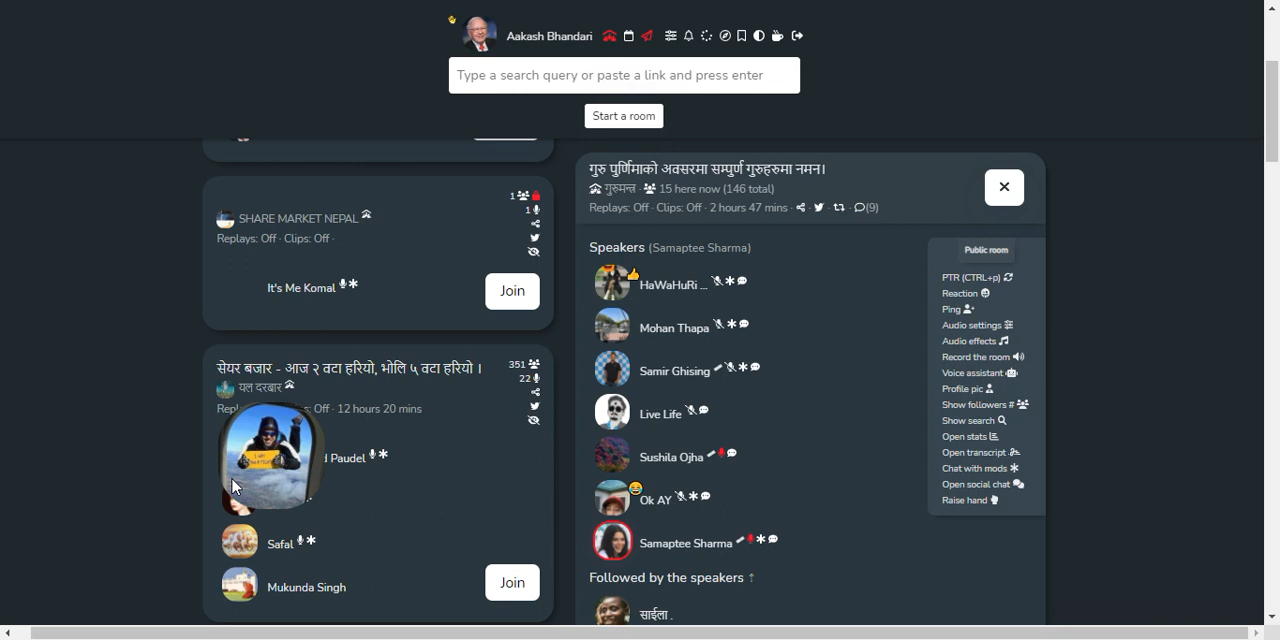 Aakash Bhandari
Type a search query or paste a link and press enter
Start a room
1
SHARE MARKET NEPAL
1
Replays: Off · Clips: Off ·
It's Me Komal
Join
सेयर बजार - आज २ वटा हरियो, भोलि ५ वटा हरियो ।
351
यल दरबार
22
Repl
s: Off · 12 hours 20 mins
d Paudel
Safal
Mukunda Singh
Join
गुरु पुर्णिमाको अवसरमा सम्पुर्ण गुरुहरुमा नमन।
गुरुमन्त्र · 15 here now (146 total)
Replays: Off · Clips: Off · 2 hours 47 mins · · · · (9)
Speakers (Samaptee Sharma)
HaWaHuRi ...
Mohan Thapa
Samir Ghising
Live Life
Sushila Ojha
Ok AY
Samaptee Sharma
Followed by the speakers ↑
साईला .
Public room
PTR (CTRL+p)
Reaction
Ping
Audio settings
Audio effects
Record the room
Voice assistant
Profile pic
Show followers #
Show search
Open stats
Open transcript
Chat with mods
Open social chat
Raise hand